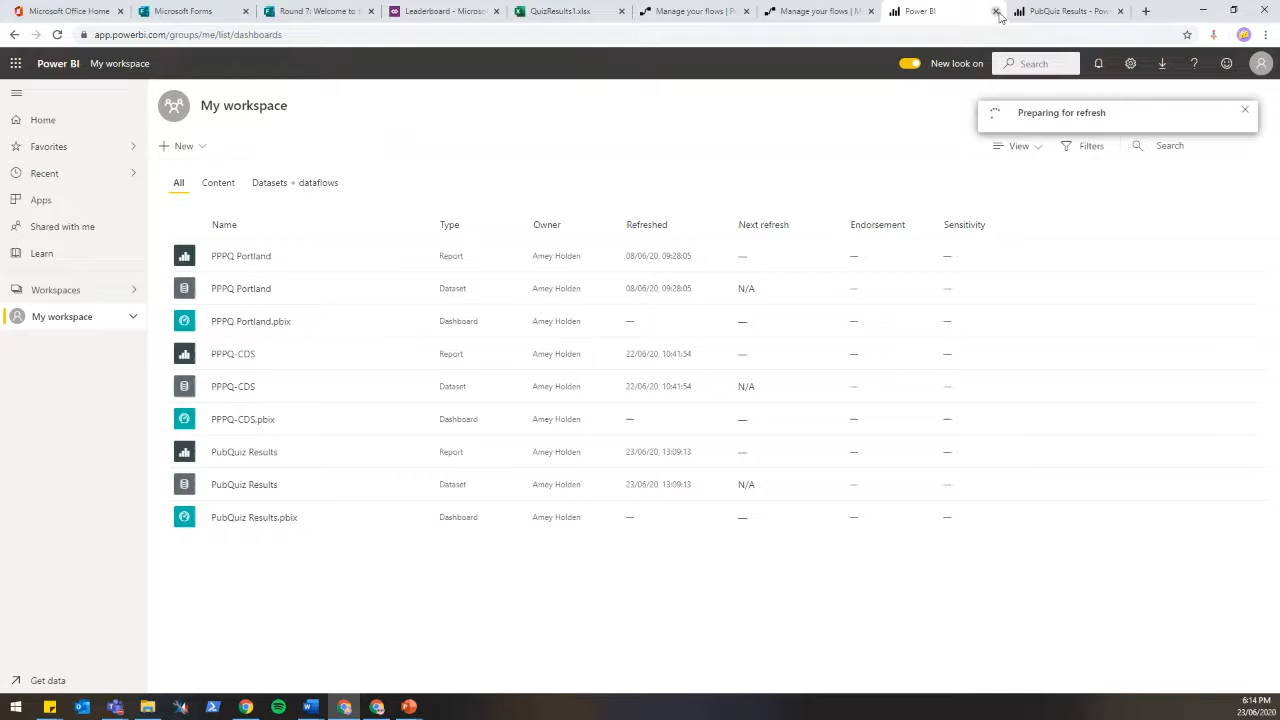 Microsoft Office Home
Microsoft Forms
Round 7: Welcome to
Leaderboard - Microsof
QuizResults1.xlsx
Manage your flows | P
Manage your flows | M
Power BI
PubQuiz Results - Pow
app.powerbi.com/groups/me/list/dashboards
Power BI My workspace
New look on
Search
My workspace
Preparing for refresh
New
View
Filters
Search
Home
Favorites
Recent
Apps
Shared with me
Learn
Workspaces
My workspace
Get data
All Content Datasets + dataflows
Name Type Owner Refreshed Next refresh Endorsement Sensitivity
PPPQ Portland Report Amey Holden 08/06/20, 09:28:05 — — —
PPPQ Portland Dataset Amey Holden 08/06/20, 09:28:05 N/A — —
PPPQ Portland.pbix Dashboard Amey Holden — — — —
PPPQ-CDS Report Amey Holden 22/06/20, 10:41:54 — — —
PPPQ-CDS Dataset Amey Holden 22/06/20, 10:41:54 N/A — —
PPPQ-CDS.pbix Dashboard Amey Holden — — — —
PubQuiz Results Report Amey Holden 23/06/20, 13:09:13 — — —
PubQuiz Results Dataset Amey Holden 23/06/20, 13:09:13 N/A — —
PubQuiz Results.pbix Dashboard Amey Holden — — — —
6:14 PM
23/06/2020